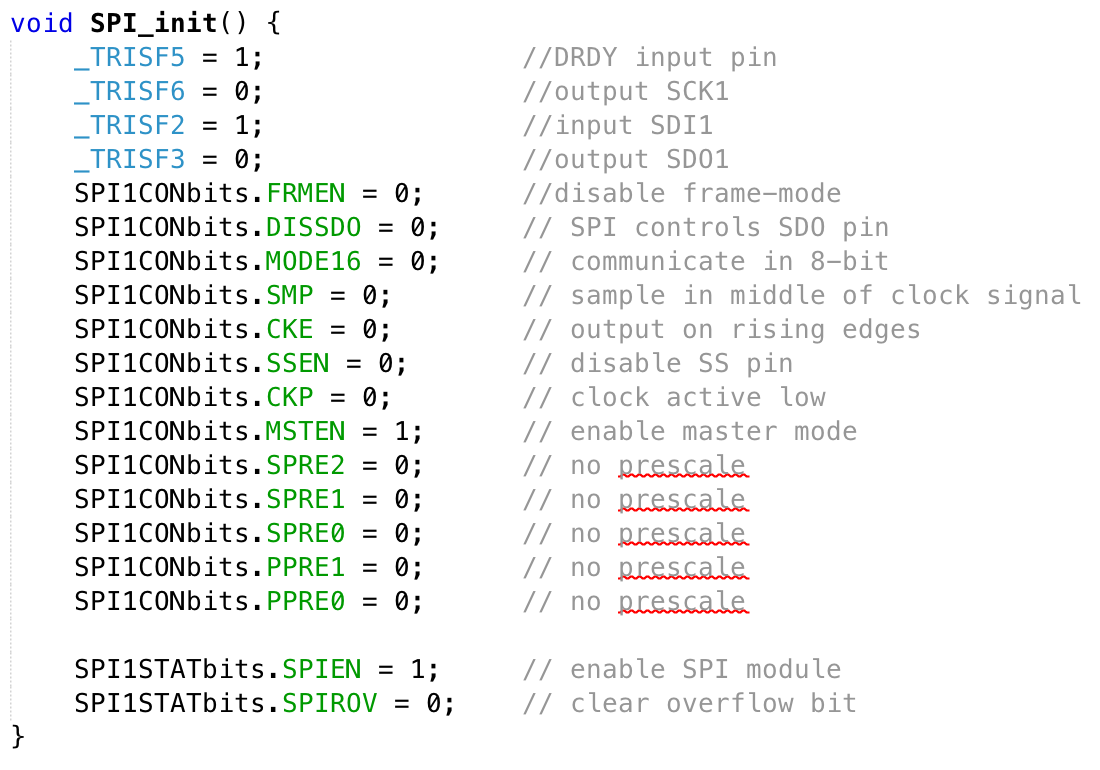 void SPI_init() {
    _TRISF5 = 1;                //DRDY input pin
    _TRISF6 = 0;                //output SCK1
    _TRISF2 = 1;                //input SDI1
    _TRISF3 = 0;                //output SDO1
    SPI1CONbits.FRMEN = 0;      //disable frame-mode
    SPI1CONbits.DISSDO = 0;     // SPI controls SDO pin
    SPI1CONbits.MODE16 = 0;     // communicate in 8-bit
    SPI1CONbits.SMP = 0;        // sample in middle of clock signal
    SPI1CONbits.CKE = 0;        // output on rising edges
    SPI1CONbits.SSEN = 0;       // disable SS pin
    SPI1CONbits.CKP = 0;        // clock active low
    SPI1CONbits.MSTEN = 1;      // enable master mode
    SPI1CONbits.SPRE2 = 0;      // no prescale
    SPI1CONbits.SPRE1 = 0;      // no prescale
    SPI1CONbits.SPRE0 = 0;      // no prescale
    SPI1CONbits.PPRE1 = 0;      // no prescale
    SPI1CONbits.PPRE0 = 0;      // no prescale

    SPI1STATbits.SPIEN = 1;     // enable SPI module
    SPI1STATbits.SPIROV = 0;    // clear overflow bit
}